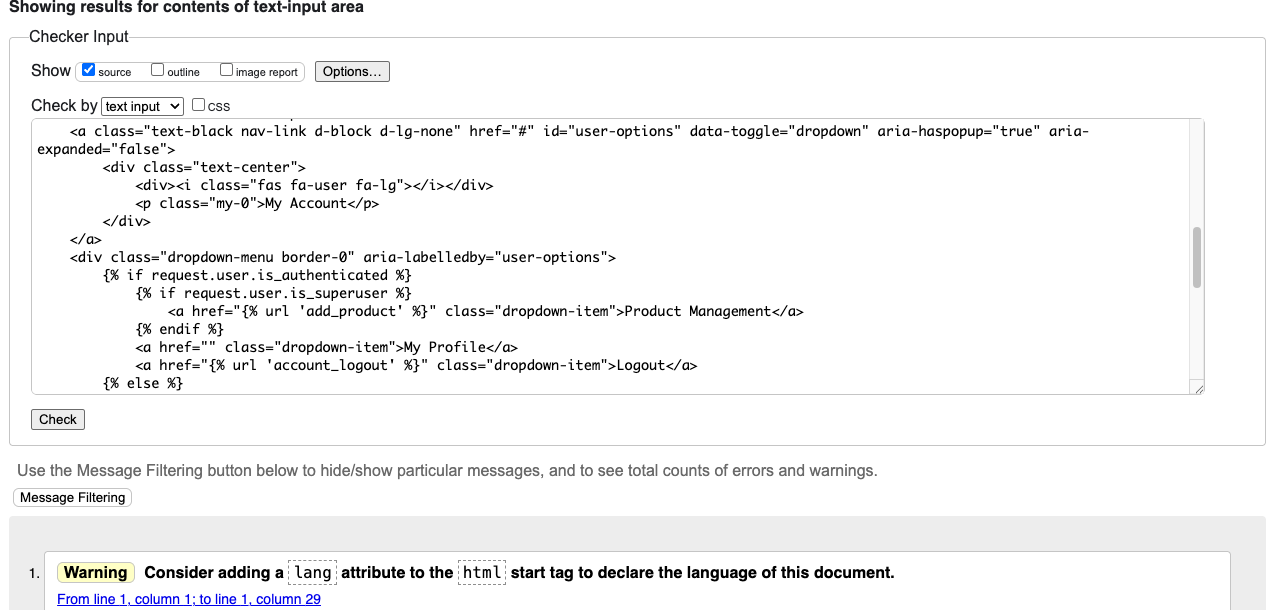 Showing results for contents of text-input area
Checker Input
Show source outline image report Options...
Check by text input css
<a class="text-black nav-link d-block d-lg-none" href="#" id="user-options" data-toggle="dropdown" aria-haspopup="true" aria-
expanded="false">
<div class="text-center">
<div><i class="fas fa-user fa-lg"></i></div>
<p class="my-0">My Account</p>
</div>
</a>
<div class="dropdown-menu border-0" aria-labelledby="user-options">
{% if request.user.is_authenticated %}
{% if request.user.is_superuser %}
<a href="{% url 'add_product' %}" class="dropdown-item">Product Management</a>
{% endif %}
<a href="" class="dropdown-item">My Profile</a>
<a href="{% url 'account_logout' %}" class="dropdown-item">Logout</a>
{% else %}
Check
Use the Message Filtering button below to hide/show particular messages, and to see total counts of errors and warnings.
Message Filtering
1. Warning Consider adding a lang attribute to the html start tag to declare the language of this document.
From line 1, column 1; to line 1, column 29